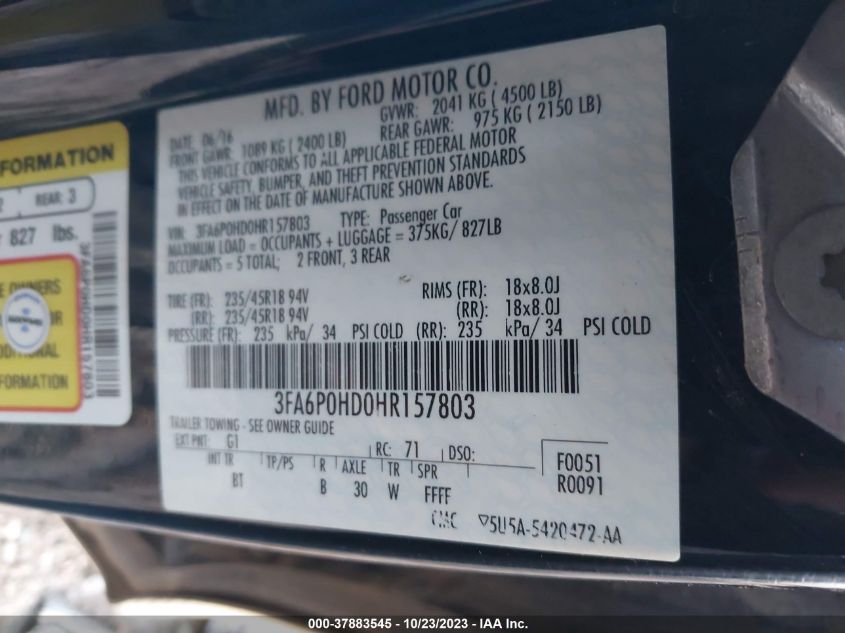 MFD. BY FORD MOTOR CO.
DATE: 06/16 GVWR: 2041 KG ( 4500 LB)
FRONT GAWR: 1089 KG ( 2400 LB) REAR GAWR: 975 KG ( 2150 LB)
THIS VEHICLE CONFORMS TO ALL APPLICABLE FEDERAL MOTOR
VEHICLE SAFETY, BUMPER, AND THEFT PREVENTION STANDARDS
IN EFFECT ON THE DATE OF MANUFACTURE SHOWN ABOVE.
VIN: 3FA6P0HD0HR157803 TYPE: Passenger Car
MAXIMUM LOAD = OCCUPANTS + LUGGAGE = 375KG/ 827LB
OCCUPANTS = 5 TOTAL; 2 FRONT, 3 REAR
TIRE (FR): 235/45R18 94V RIMS (FR): 18x8.0J
(RR): 235/45R18 94V (RR): 18x8.0J
PRESSURE (FR): 235 kPa/ 34 PSI COLD (RR): 235 kPa/ 34 PSI COLD
3FA6P0HD0HR157803
TRAILER TOWING - SEE OWNER GUIDE
EXT PNT: G1 RC: 71 DSO:
INT TR TP/PS R AXLE TR SPR
BT B 30 W FFFF
F0051
R0091
CMC 5U5A-5420472-AA
FORMATION
2 REAR: 3
827 lbs.
3FA6P0HD0HR157803
OWNERS
OR
DITIONAL
FORMATION
000-37883545 - 10/23/2023 - IAA Inc.